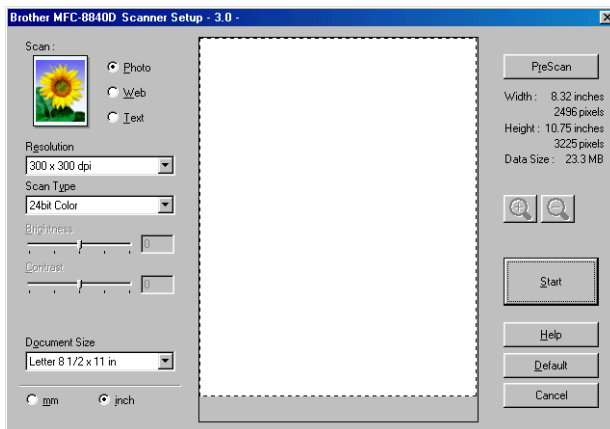 Brother MFC-8840D Scanner Setup - 3.0 -
Scan :
Photo
Web
Text
Resolution
300 x 300 dpi
Scan Type
24bit Color
Brightness
0
Contrast
0
Document Size
Letter 8 1/2 x 11 in
mm
inch
PreScan
Width : 8.32 inches
2496 pixels
Height : 10.75 inches
3225 pixels
Data Size : 23.3 MB
Start
Help
Default
Cancel